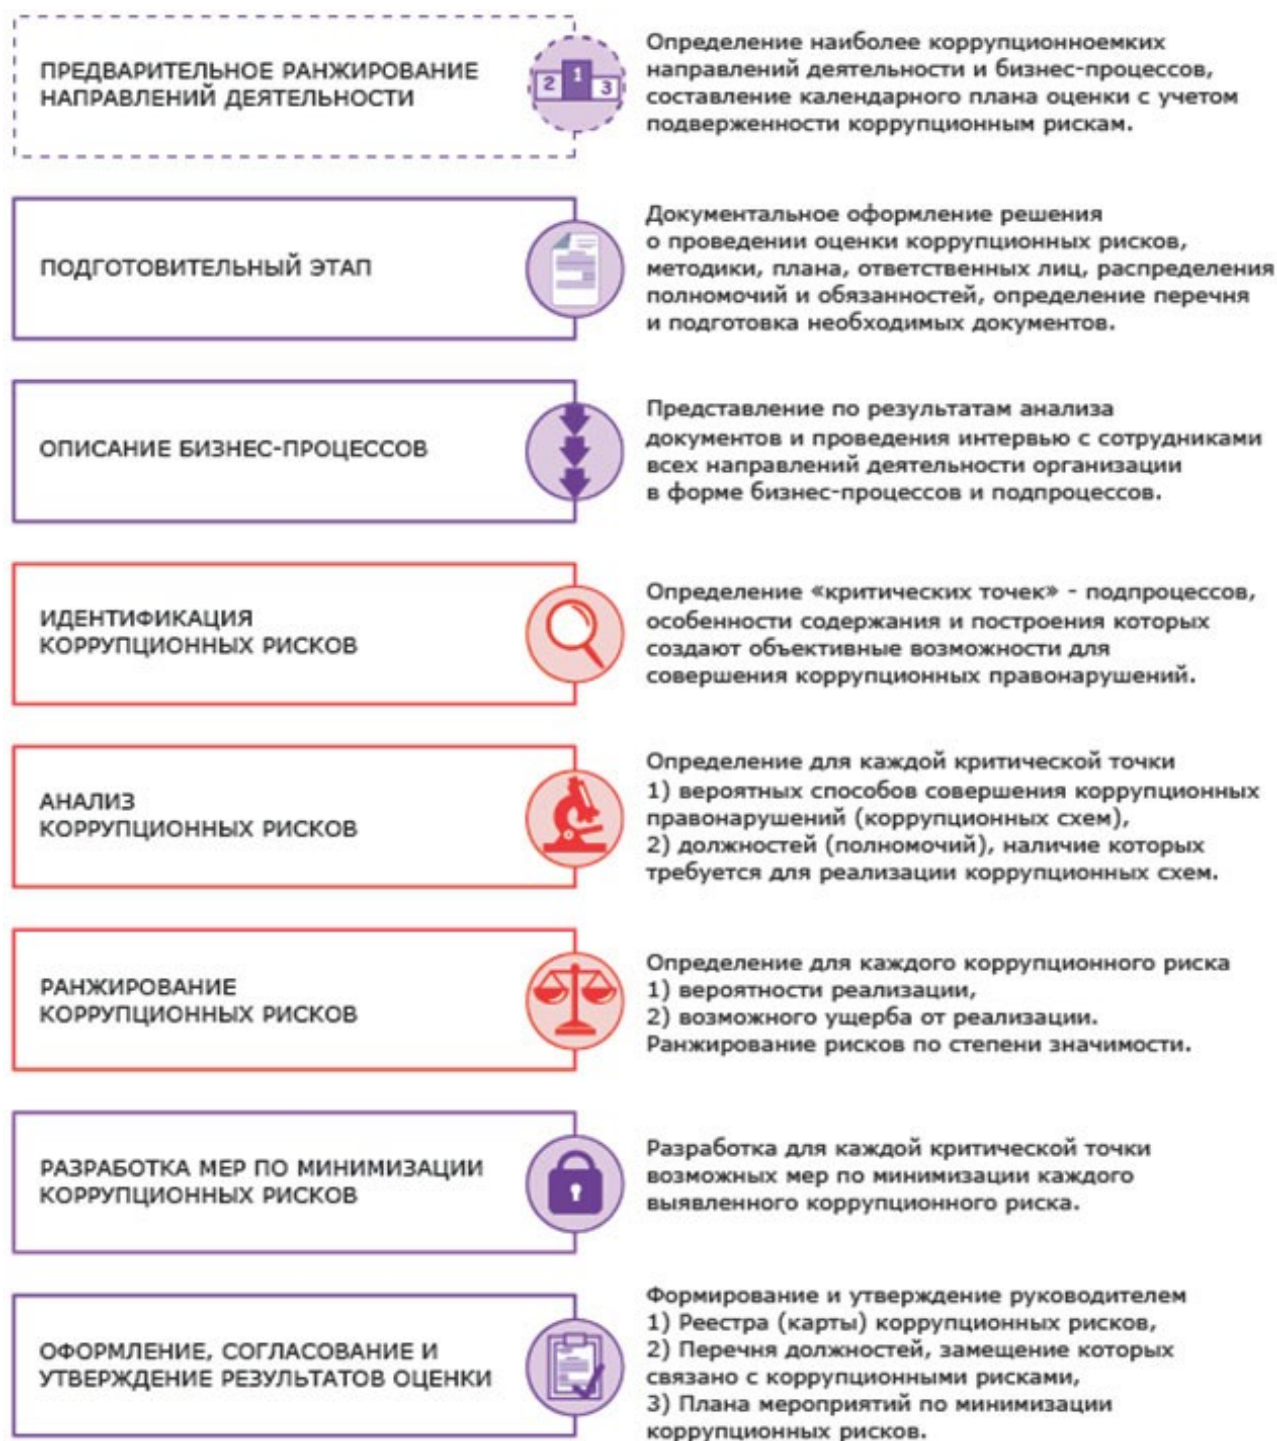 ПРЕДВАРИТЕЛЬНОЕ РАНЖИРОВАНИЕ
НАПРАВЛЕНИЙ ДЕЯТЕЛЬНОСТИ
2 1 3
Определение наиболее коррупционноемких
направлений деятельности и бизнес-процессов,
составление календарного плана оценки с учетом
подверженности коррупционным рискам.
ПОДГОТОВИТЕЛЬНЫЙ ЭТАП
Документальное оформление решения
о проведении оценки коррупционных рисков,
методики, плана, ответственных лиц, распределения
полномочий и обязанностей, определение перечня
и подготовка необходимых документов.
ОПИСАНИЕ БИЗНЕС-ПРОЦЕССОВ
Представление по результатам анализа
документов и проведения интервью с сотрудниками
всех направлений деятельности организации
в форме бизнес-процессов и подпроцессов.
ИДЕНТИФИКАЦИЯ
КОРРУПЦИОННЫХ РИСКОВ
Определение «критических точек» - подпроцессов,
особенности содержания и построения которых
создают объективные возможности для
совершения коррупционных правонарушений.
АНАЛИЗ
КОРРУПЦИОННЫХ РИСКОВ
Определение для каждой критической точки
1) вероятных способов совершения коррупционных
правонарушений (коррупционных схем),
2) должностей (полномочий), наличие которых
требуется для реализации коррупционных схем.
РАНЖИРОВАНИЕ
КОРРУПЦИОННЫХ РИСКОВ
Определение для каждого коррупционного риска
1) вероятности реализации,
2) возможного ущерба от реализации.
Ранжирование рисков по степени значимости.
РАЗРАБОТКА МЕР ПО МИНИМИЗАЦИИ
КОРРУПЦИОННЫХ РИСКОВ
Разработка для каждой критической точки
возможных мер по минимизации каждого
выявленного коррупционного риска.
ОФОРМЛЕНИЕ, СОГЛАСОВАНИЕ И
УТВЕРЖДЕНИЕ РЕЗУЛЬТАТОВ ОЦЕНКИ
Формирование и утверждение руководителем
1) Реестра (карты) коррупционных рисков,
2) Перечня должностей, замещение которых
связано с коррупционными рисками,
3) Плана мероприятий по минимизации
коррупционных рисков.